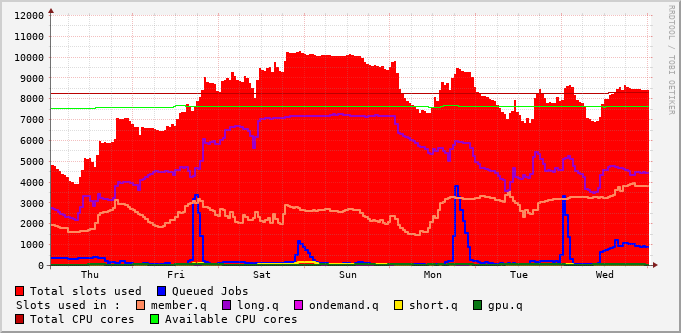 12000
11000
10000
9000
8000
7000
6000
5000
4000
3000
2000
1000
0
Thu Fri Sat Sun Mon Tue Wed
RRDTOOL / TOBI OETIKER
Total slots used Queued Jobs
Slots used in : member.q long.q ondemand.q short.q gpu.q
Total CPU cores Available CPU cores